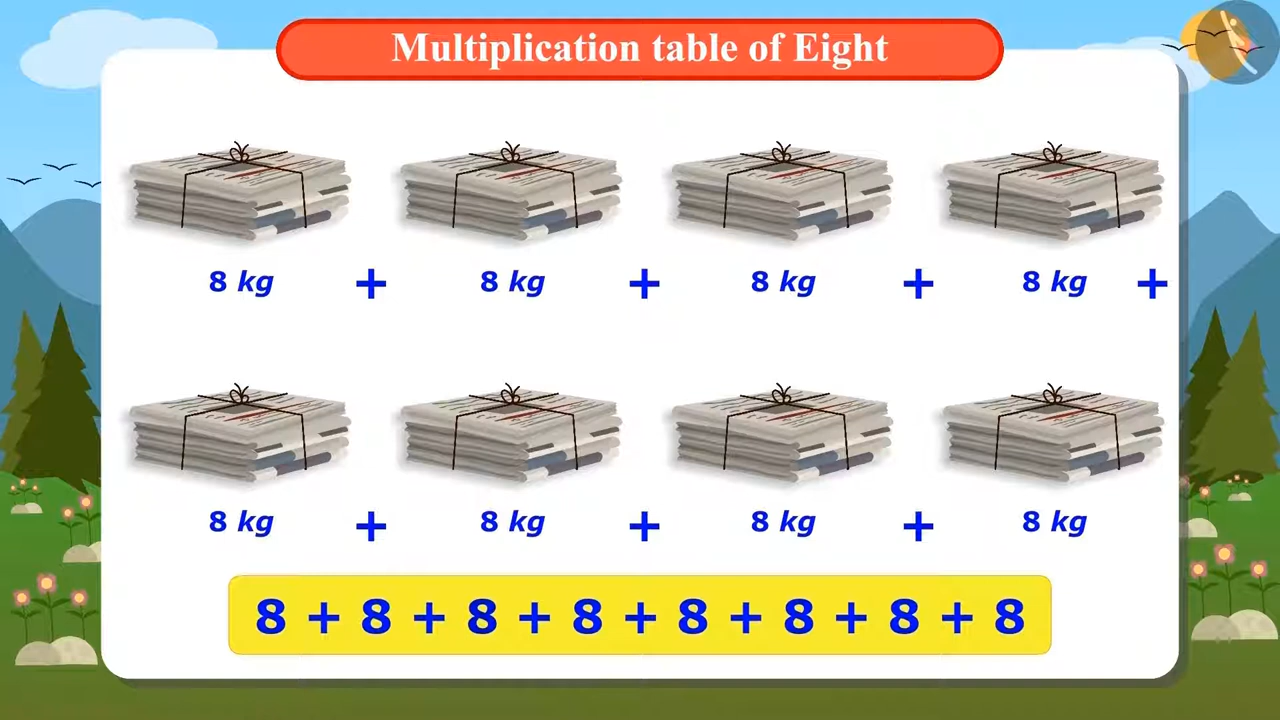 Multiplication table of Eight
8 kg + 8 kg + 8 kg + 8 kg +
8 kg + 8 kg + 8 kg + 8 kg
8 + 8 + 8 + 8 + 8 + 8 + 8 + 8